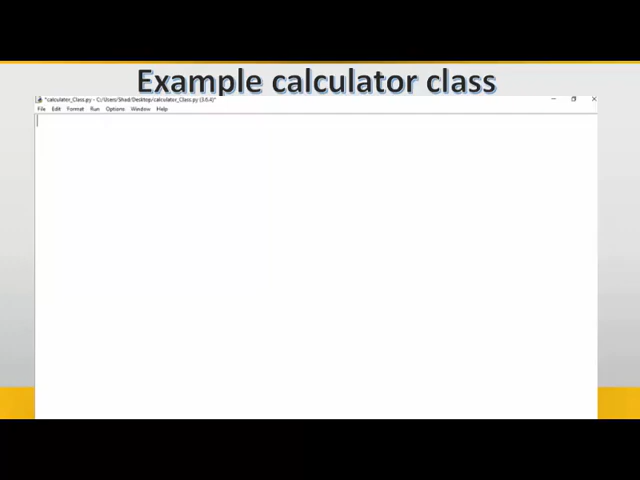 Example calculator class
*calculator_Class.py - C:/Users/Shad/Desktop/calculator_Class.py (3.6.4)*
File Edit Format Run Options Window Help